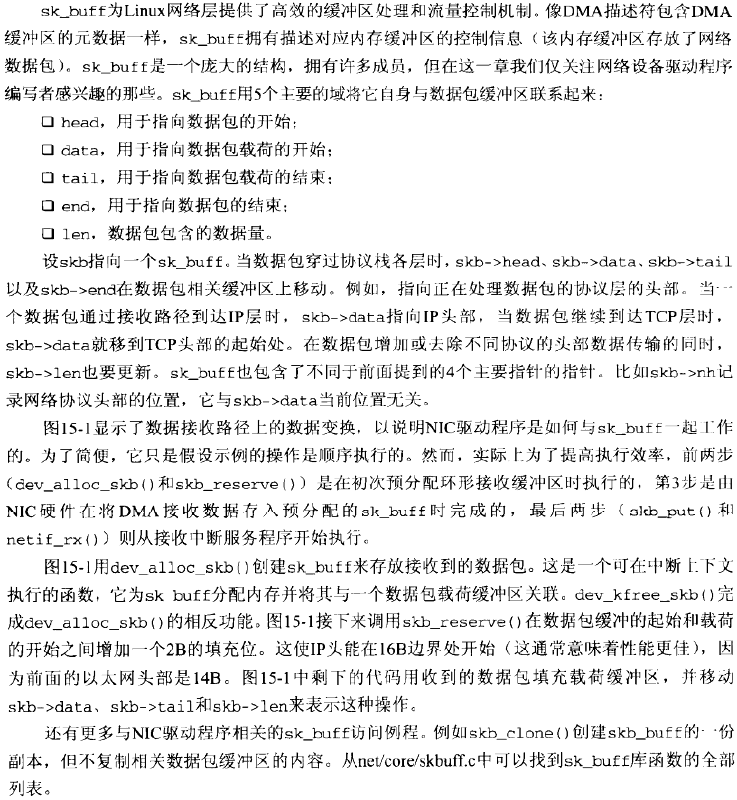 sk_buff为Linux网络层提供了高效的缓冲区处理和流量控制机制。像DMA描述符包含DMA
缓冲区的元数据一样，sk_buff拥有描述对应内存缓冲区的控制信息（该内存缓冲区存放了网络
数据包）。sk_buff是一个庞大的结构，拥有许多成员，但在这一章我们仅关注网络设备驱动程序
编写者感兴趣的那些。sk_buff用5个主要的域将它自身与数据包缓冲区联系起来：
❏ head，用于指向数据包的开始；
❏ data，用于指向数据包载荷的开始；
❏ tail，用于指向数据包载荷的结束；
❏ end，用于指向数据包的结束；
❏ len，数据包包含的数据量。
设skb指向一个sk_buff。当数据包穿过协议栈各层时，skb->head、skb->data、skb->tail
以及skb->end在数据包相关缓冲区上移动。例如，指向正在处理数据包的协议层的头部。当一
个数据包通过接收路径到达IP层时，skb->data指向IP头部，当数据包继续到达TCP层时，
skb->data就移到TCP头部的起始处。在数据包增加或去除不同协议的头部数据传输的同时，
skb->len也要更新。sk_buff也包含了不同于前面提到的4个主要指针的指针。比如skb->nh记
录网络协议头部的位置，它与skb->data当前位置无关。
图15-1显示了数据接收路径上的数据变换，以说明NIC驱动程序是如何与sk_buff一起工作
的。为了简便，它只是假设示例的操作是顺序执行的。然而，实际上为了提高执行效率，前两步
（dev_alloc_skb()和skb_reserve()）是在初次预分配环形接收缓冲区时执行的，第3步是由
NIC硬件在将DMA接收数据存入预分配的sk_buff时完成的，最后两步（skb_put()和
netif_rx()）则从接收中断服务程序开始执行。
图15-1用dev_alloc_skb()创建sk_buff来存放接收到的数据包。这是一个可在中断上下文
执行的函数，它为sk buff分配内存并将其与一个数据包载荷缓冲区关联。dev_kfree_skb()完
成dev_alloc_skb()的相反功能。图15-1接下来调用skb_reserve()在数据包缓冲的起始和载荷
的开始之间增加一个2B的填充位。这使IP头能在16B边界处开始（这通常意味着性能更佳），因
为前面的以太网头部是14B。图15-1中剩下的代码用收到的数据包填充载荷缓冲区，并移动
skb->data、skb->tail和skb->len来表示这种操作。
还有更多与NIC驱动程序相关的sk_buff访问例程。例如skb_clone()创建skb_buff的一份
副本，但不复制相关数据包缓冲区的内容。从net/core/skbuff.c中可以找到sk_buff库函数的全部
列表。